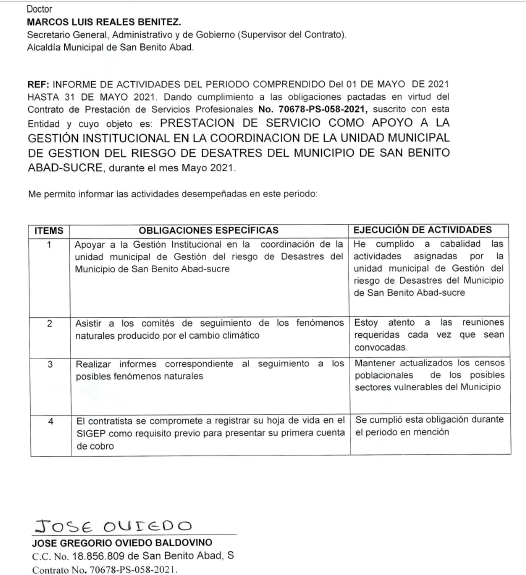 Doctor
MARCOS LUIS REALES BENITEZ.
Secretario General, Administrativo y de Gobierno (Supervisor del Contrato).
Alcaldía Municipal de San Benito Abad.
REF: INFORME DE ACTIVIDADES DEL PERIODO COMPRENDIDO Del 01 DE MAYO DE 2021
HASTA 31 DE MAYO 2021. Dando cumplimiento a las obligaciones pactadas en virtud del
Contrato de Prestación de Servicios Profesionales No. 70678-PS-058-2021, suscrito con esta
Entidad y cuyo objeto es: PRESTACION DE SERVICIO COMO APOYO A LA
GESTIÓN INSTITUCIONAL EN LA COORDINACION DE LA UNIDAD MUNICIPAL
DE GESTION DEL RIESGO DE DESATRES DEL MUNICIPIO DE SAN BENITO
ABAD-SUCRE, durante el mes Mayo 2021.
Me permito informar las actividades desempeñadas en este periodo:
ITEMS OBLIGACIONES ESPECÍFICAS EJECUCIÓN DE ACTIVIDADES
1 Apoyar a la Gestión Institucional en la coordinación de la
unidad municipal de Gestión del riesgo de Desastres del
Municipio de San Benito Abad-sucre
He cumplido a cabalidad las
actividades asignadas por la
unidad municipal de Gestión del
riesgo de Desastres del Municipio
de San Benito Abad-sucre
2 Asistir a los comités de seguimiento de los fenómenos
naturales producido por el cambio climático
Estoy atento a las reuniones
requeridas cada vez que sean
convocadas.
3 Realizar informes correspondiente al seguimiento a los
posibles fenómenos naturales
Mantener actualizados los censos
poblacionales de los posibles
sectores vulnerables del Municipio
4 El contratista se compromete a registrar su hoja de vida en el
SIGEP como requisito previo para presentar su primera cuenta
de cobro
Se cumplió esta obligación durante
el periodo en mención
JOSE OVIEDO
JOSE GREGORIO OVIEDO BALDOVINO
C.C. No. 18.856.809 de San Benito Abad, S
Contrato No. 70678-PS-058-2021.